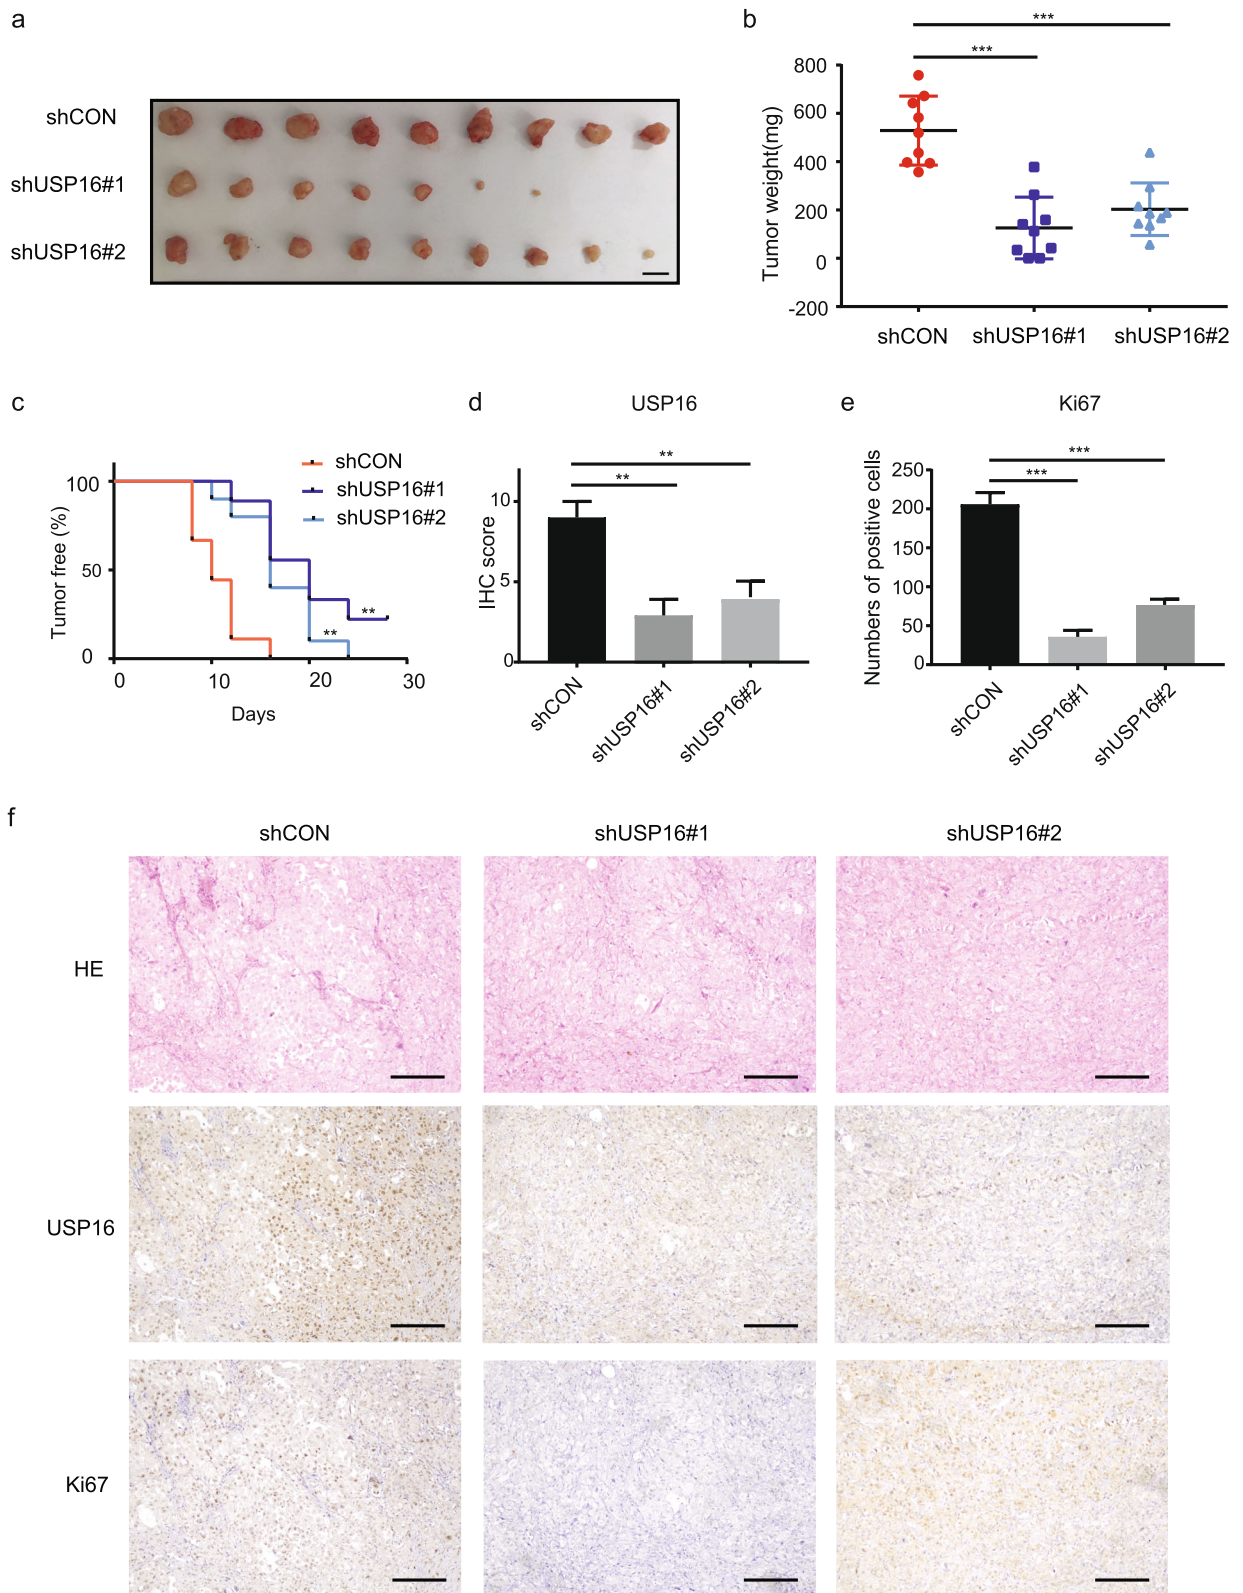 a
shCON
shUSP16#1
shUSP16#2
b
***
***
800
600
400
200
0
-200
Tumor weight(mg)
shCON
shUSP16#1
shUSP16#2
c
shCON
shUSP16#1
shUSP16#2
100
50
0
Tumor free (%)
**
**
0
10
20
30
Days
d
USP16
**
**
10
5
0
IHC score
shCON
shUSP16#1
shUSP16#2
e
Ki67
***
***
250
200
150
100
50
0
Numbers of positive cells
shCON
shUSP16#1
shUSP16#2
f
shCON
shUSP16#1
shUSP16#2
HE
USP16
Ki67